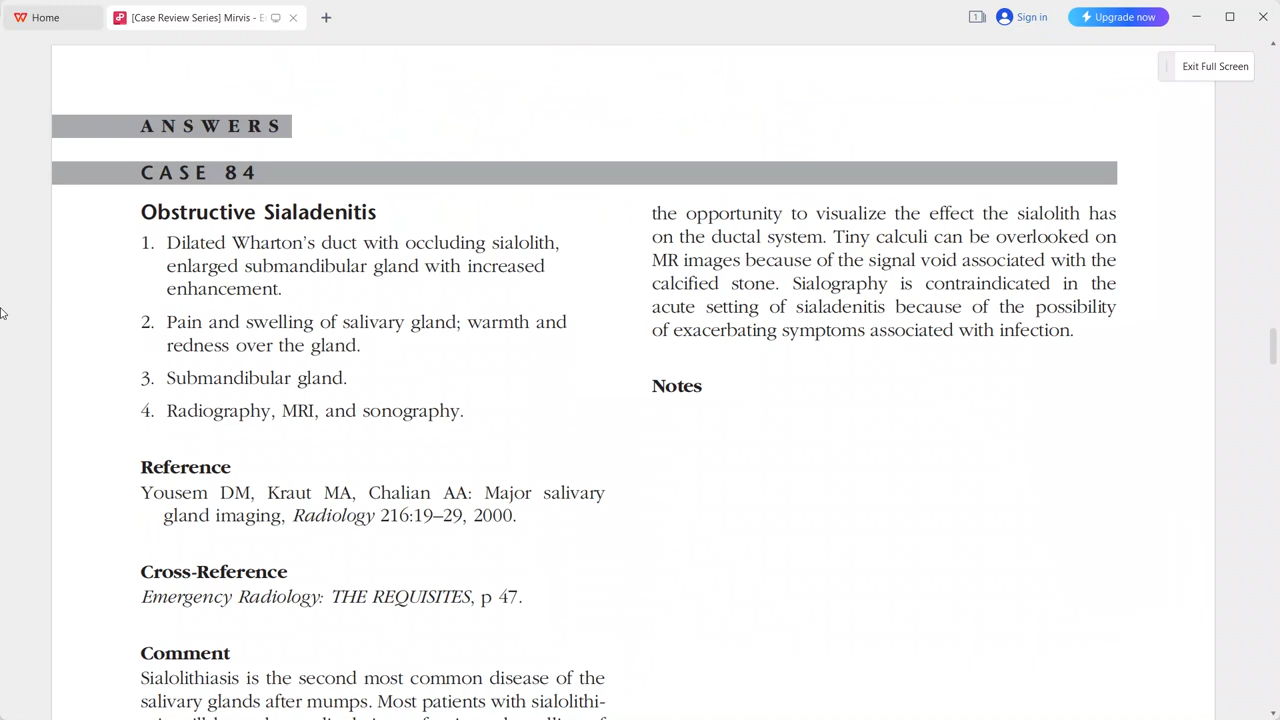 Home
[Case Review Series] Mirvis - E
1
Sign in
Upgrade now
Exit Full Screen
ANSWERS
CASE 84
Obstructive Sialadenitis
1. Dilated Wharton's duct with occluding sialolith,
enlarged submandibular gland with increased
enhancement.
2. Pain and swelling of salivary gland; warmth and
redness over the gland.
3. Submandibular gland.
4. Radiography, MRI, and sonography.
Reference
Yousem DM, Kraut MA, Chalian AA: Major salivary
gland imaging, Radiology 216:19–29, 2000.
Cross-Reference
Emergency Radiology: THE REQUISITES, p 47.
Comment
Sialolithiasis is the second most common disease of the
salivary glands after mumps. Most patients with sialolithi-
the opportunity to visualize the effect the sialolith has
on the ductal system. Tiny calculi can be overlooked on
MR images because of the signal void associated with the
calcified stone. Sialography is contraindicated in the
acute setting of sialadenitis because of the possibility
of exacerbating symptoms associated with infection.
Notes